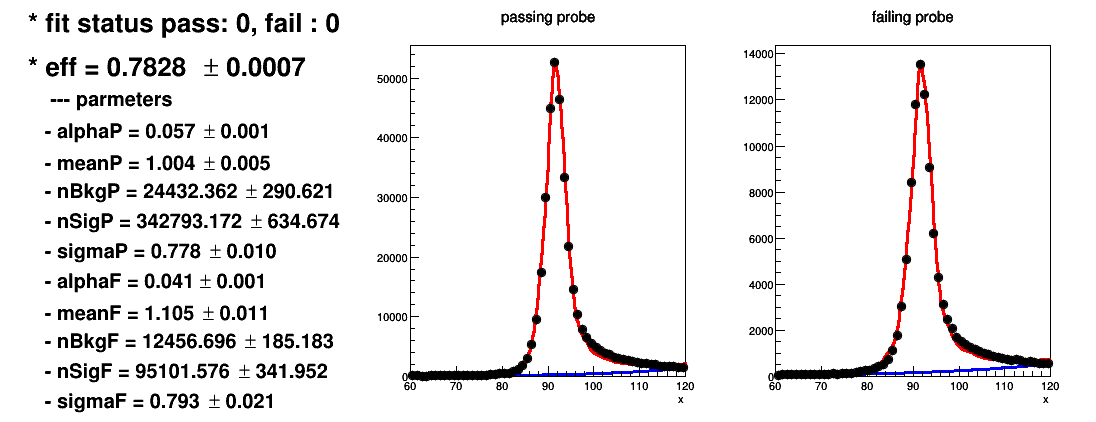 * fit status pass: 0, fail : 0
* eff = 0.7828 ± 0.0007
--- parmeters
- alphaP = 0.057 ± 0.001
- meanP = 1.004 ± 0.005
- nBkgP = 24432.362 ± 290.621
- nSigP = 342793.172 ± 634.674
- sigmaP = 0.778 ± 0.010
- alphaF = 0.041 ± 0.001
- meanF = 1.105 ± 0.011
- nBkgF = 12456.696 ± 185.183
- nSigF = 95101.576 ± 341.952
- sigmaF = 0.793 ± 0.021
passing probe
50000
40000
30000
20000
10000
0
60 70 80 90 100 110 120
x
failing probe
14000
12000
10000
8000
6000
4000
2000
0
60 70 80 90 100 110 120
x